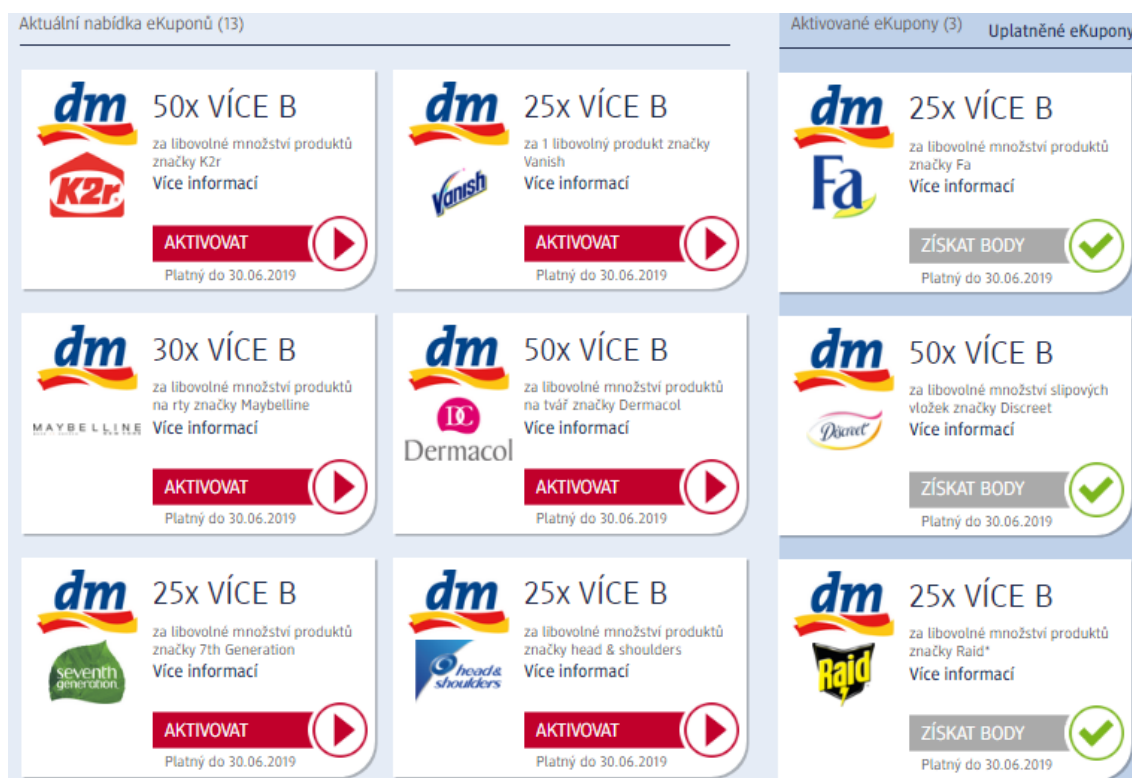 Aktuální nabídka eKuponů (13)
dm
50x VÍCE B
za libovolné množství produktů
značky K2r
Více informací
K2r
AKTIVOVAT
Platný do 30.06.2019
dm
25x VÍCE B
za 1 libovolný produkt značky
Vanish
Více informací
Vanish
AKTIVOVAT
Platný do 30.06.2019
dm
30x VÍCE B
za libovolné množství produktů
na rty značky Maybelline
Více informací
MAYBELLINE
AKTIVOVAT
Platný do 30.06.2019
dm
50x VÍCE B
za libovolné množství produktů
na tvář značky Dermacol
Více informací
DC
Dermacol
AKTIVOVAT
Platný do 30.06.2019
dm
25x VÍCE B
za libovolné množství produktů
značky 7th Generation
Více informací
seventh
generation
AKTIVOVAT
Platný do 30.06.2019
dm
25x VÍCE B
za libovolné množství produktů
značky head & shoulders
Více informací
head&
shoulders
AKTIVOVAT
Platný do 30.06.2019
Aktivované eKupony (3)
Uplatněné eKupony
dm
25x VÍCE B
za libovolné množství produktů
značky Fa
Více informací
Fa
ZÍSKAT BODY
Platný do 30.06.2019
dm
50x VÍCE B
za libovolné množství slipových
vložek značky Discreet
Více informací
Discreet
ZÍSKAT BODY
Platný do 30.06.2019
dm
25x VÍCE B
za libovolné množství produktů
značky Raid*
Více informací
Raid
ZÍSKAT BODY
Platný do 30.06.2019